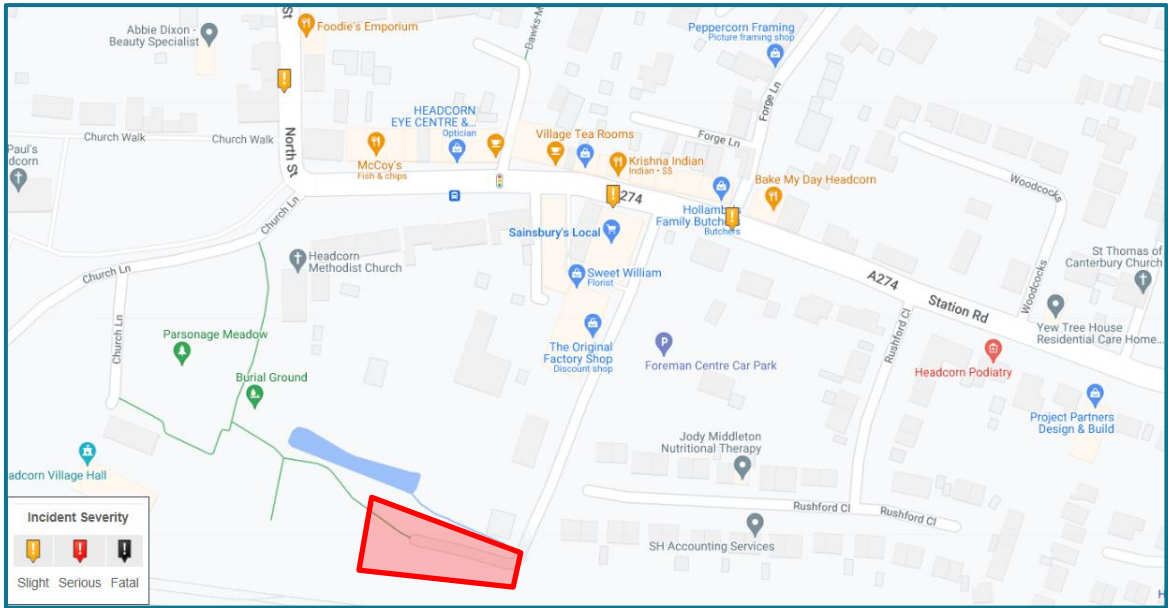 St
Foodie's Emporium
Abbie Dixon -
Beauty Specialist
Dawks M
Peppercorn Framing
Picture framing shop
Forge Ln
Church Walk
Church Walk
North St
HEADCORN
EYE CENTRE &...
Optician
Village Tea Rooms
Forge Ln
Paul's
dcorn
McCoy's
Fish & chips
Krishna Indian
Indian • $$
Bake My Day Headcorn
Woodcocks
A274
Hollamby's
Family Butchers
Butchers
Church Ln
Sainsbury's Local
Headcorn
Methodist Church
St Thomas of
Canterbury Church
Church Ln
Sweet William
Florist
A274
Station Rd
Woodcocks
Church Ln
Parsonage Meadow
The Original
Factory Shop
Discount shop
Foreman Centre Car Park
Rushford Cl
Yew Tree House
Residential Care Home...
Headcorn Podiatry
Burial Ground
Project Partners
Design & Build
Jody Middleton
Nutritional Therapy
adcorn Village Hall
Rushford Cl
Rushford Cl
SH Accounting Services
Incident Severity
Slight Serious Fatal
H